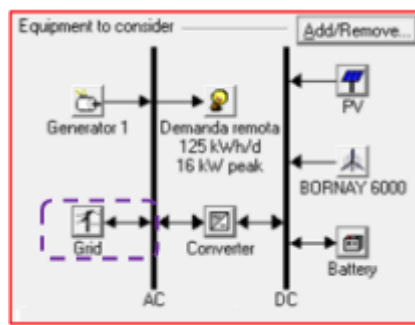 Equipment to consider
Add/Remove...
Generator 1
Demanda remota
125 kWh/d
16 kW peak
PV
BORNAY 6000
Grid
Converter
Battery
AC
DC